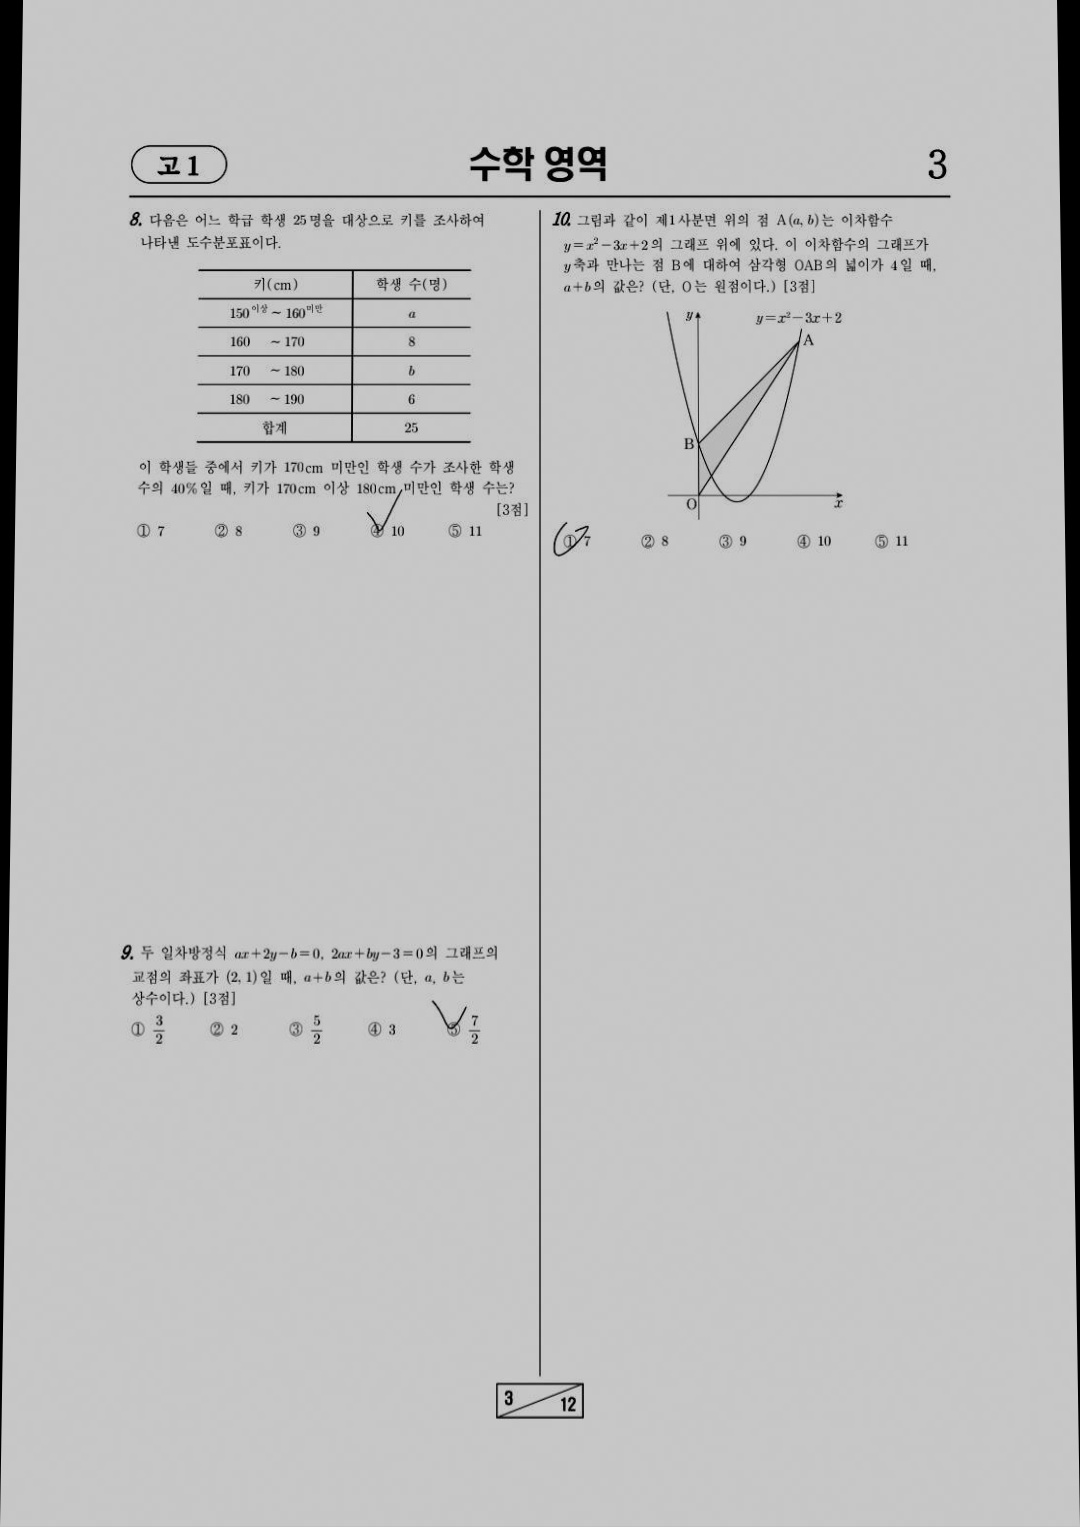 고1
수학 영역
3
8. 다음은 어느 학급 학생 25명을 대상으로 키를 조사하여
나타낸 도수분포표이다.
키(cm) 학생 수(명)
150이상 ~ 160미만 a
160 ~ 170 8
170 ~ 180 b
180 ~ 190 6
합계 25
이 학생들 중에서 키가 170cm 미만인 학생 수가 조사한 학생
수의 40%일 때, 키가 170cm 이상 180cm 미만인 학생 수는?
[3점]
① 7 ② 8 ③ 9 ④ 10 ⑤ 11
9. 두 일차방정식 ax+2y−b=0, 2ax+by−3=0의 그래프의
교점의 좌표가 (2, 1)일 때, a+b의 값은? (단, a, b는
상수이다.) [3점]
① 3/2 ② 2 ③ 5/2 ④ 3 ⑤ 7/2
10. 그림과 같이 제1사분면 위의 점 A(a, b)는 이차함수
y=x²−3x+2의 그래프 위에 있다. 이 이차함수의 그래프가
y축과 만나는 점 B에 대하여 삼각형 OAB의 넓이가 4일 때,
a+b의 값은? (단, O는 원점이다.) [3점]
y y=x²−3x+2
A
B
O x
① 7 ② 8 ③ 9 ④ 10 ⑤ 11
3 12